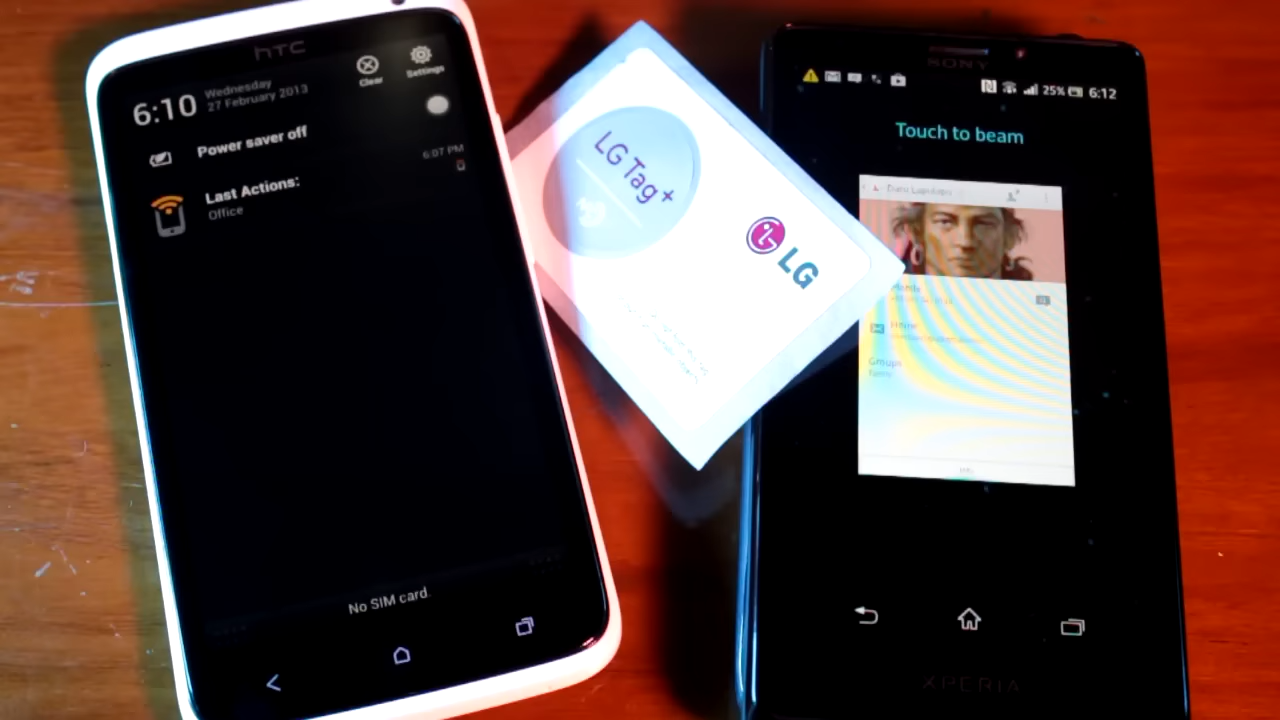 hTC
6:10
Wednesday
27 February 2013
Clear
Settings
Power saver off
Last Actions:
Office
6:07 PM
No SIM card.
LG Tag+
LG
SONY
25%
6:12
Touch to beam
Home
Groups
XPERIA